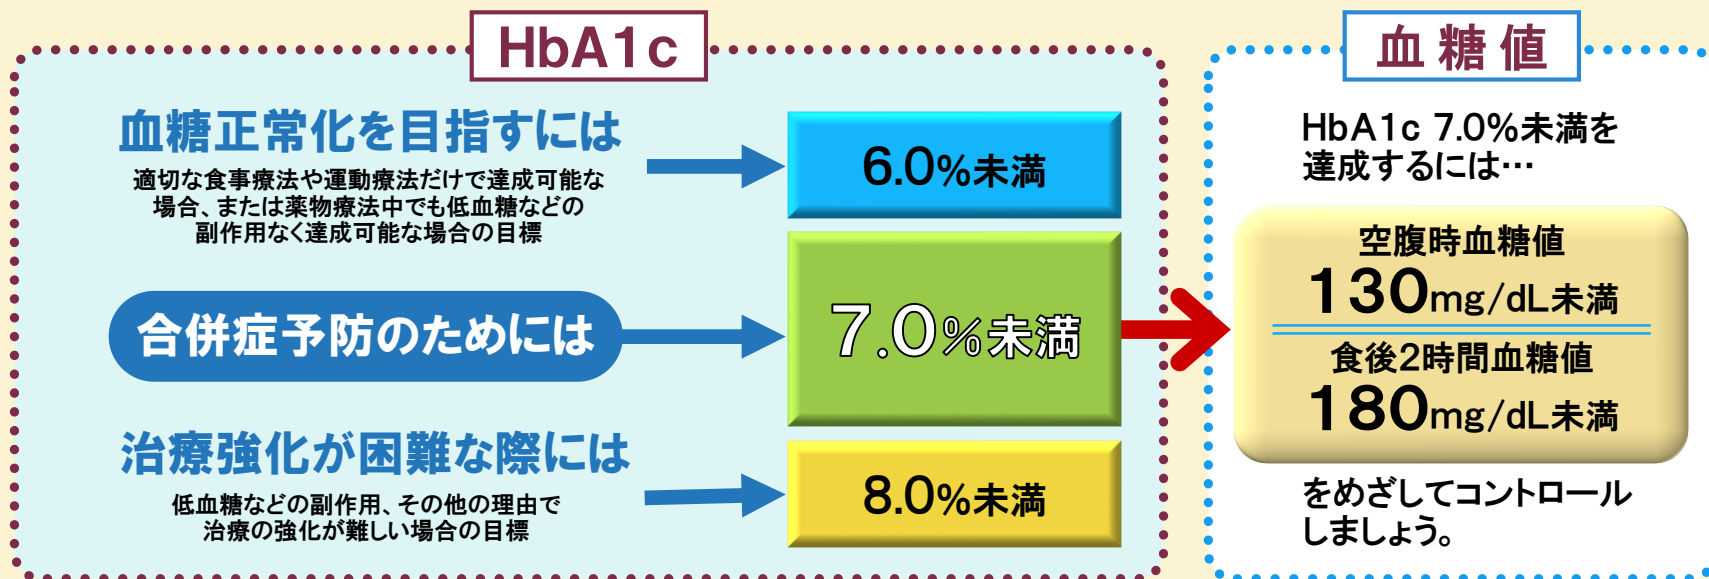 HbA1c
血糖正常化を目指すには
適切な食事療法や運動療法だけで達成可能な
場合、または薬物療法中でも低血糖などの
副作用なく達成可能な場合の目標
6.0%未満
合併症予防のためには
7.0%未満
治療強化が困難な際には
低血糖などの副作用、その他の理由で
治療の強化が難しい場合の目標
8.0%未満
血糖値
HbA1c 7.0%未満を
達成するには…
空腹時血糖値
130mg/dL未満
食後2時間血糖値
180mg/dL未満
をめざしてコントロール
しましょう。